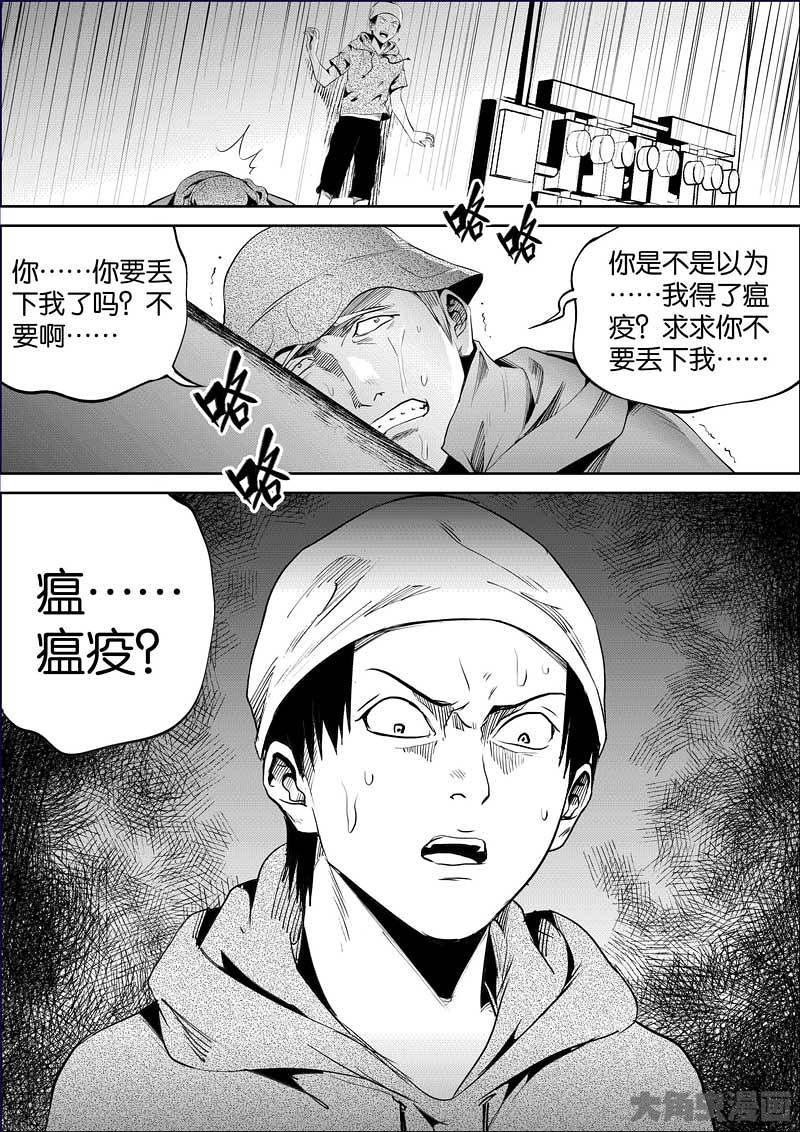 你……你要丢
下我了吗？不
要啊……
咯
咯
你是不是以为
……我得了瘟
疫？求求你不
要丢下我……
咯
咯
瘟……
瘟疫？
大角虫漫画